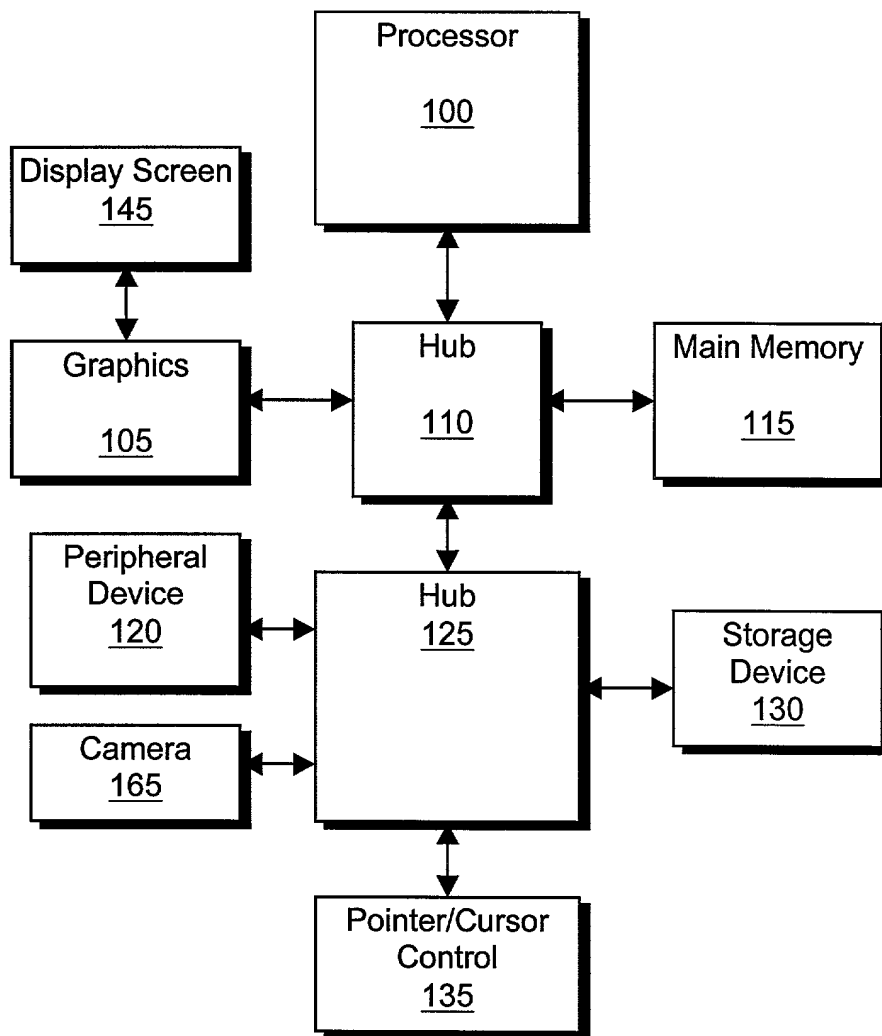 Processor
100
Display Screen
145
Graphics
105
Hub
110
Main Memory
115
Peripheral
Device
120
Hub
125
Storage
Device
130
Camera
165
Pointer/Cursor
Control
135